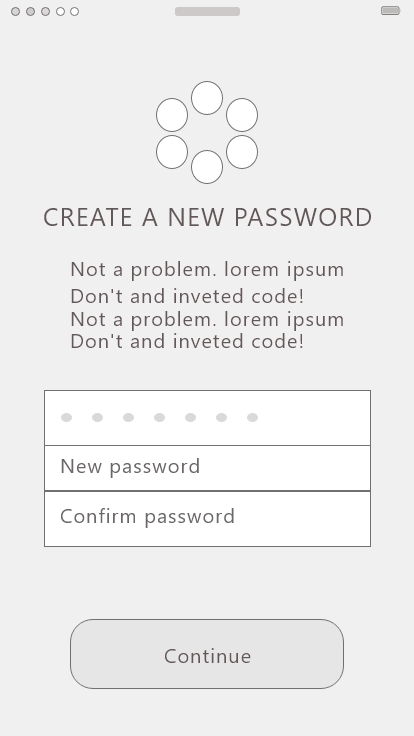 CREATE A NEW PASSWORD
Not a problem. lorem ipsum
Don't and inveted code!
Not a problem. lorem ipsum
Don't and inveted code!
New password
Confirm password
Continue